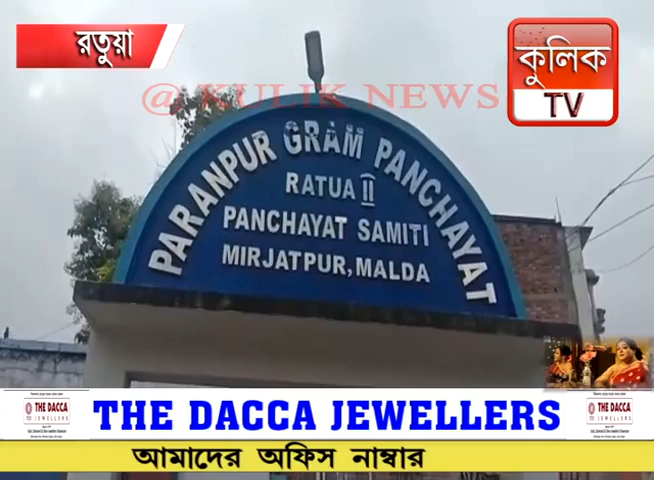 রতুয়া
কুলিক
TV
@ KULIK NEWS
PARANPUR GRAM PANCHAYAT
RATUA II
PANCHAYAT SAMITI
MIRJATPUR, MALDA
THE DACCA JEWELLERS
THE DACCA JEWELLERS
THE DACCA JEWELLERS
আমাদের অফিস নাম্বার